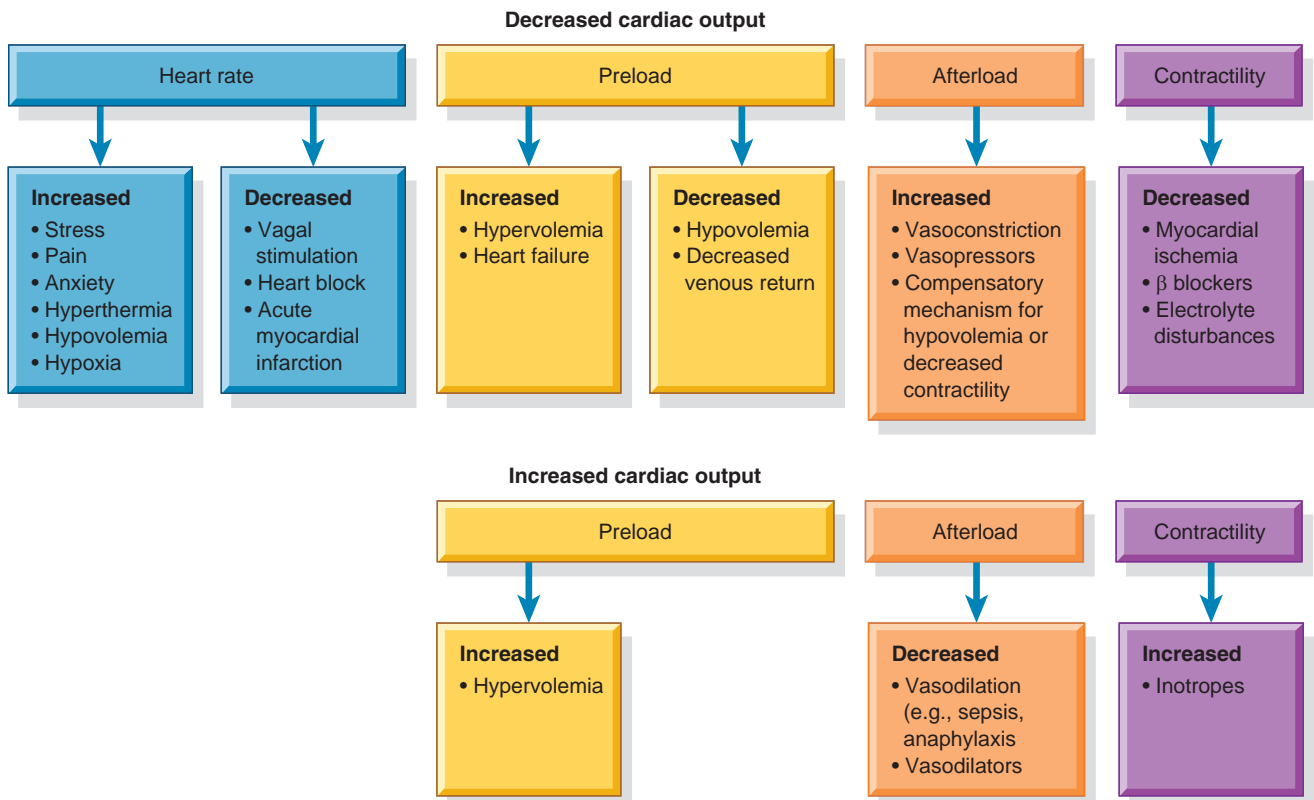 Decreased cardiac output
Heart rate
Preload
Afterload
Contractility
Increased
• Stress
• Pain
• Anxiety
• Hyperthermia
• Hypovolemia
• Hypoxia
Decreased
• Vagal
stimulation
• Heart block
• Acute
myocardial
infarction
Increased
• Hypervolemia
• Heart failure
Decreased
• Hypovolemia
• Decreased
venous return
Increased
• Vasoconstriction
• Vasopressors
• Compensatory
mechanism for
hypovolemia or
decreased
contractility
Decreased
• Myocardial
ischemia
• β blockers
• Electrolyte
disturbances
Increased cardiac output
Preload
Afterload
Contractility
Increased
• Hypervolemia
Decreased
• Vasodilation
(e.g., sepsis,
anaphylaxis
• Vasodilators
Increased
• Inotropes